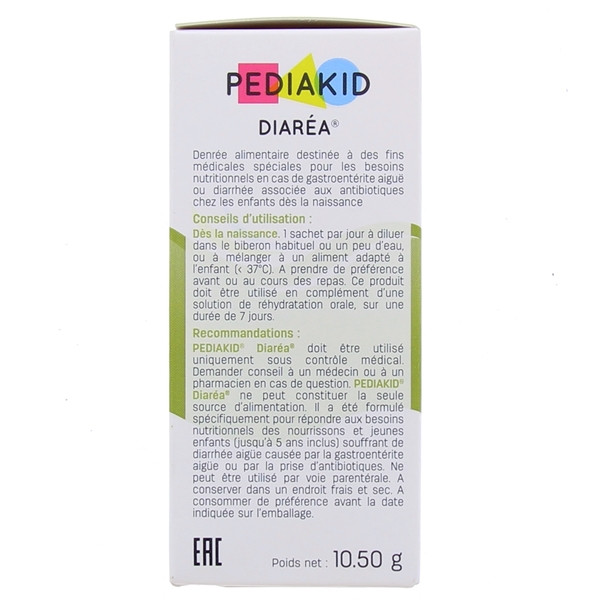 PEDIAKID
DIARÉA®
Denrée alimentaire destinée à des fins
médicales spéciales pour les besoins
nutritionnels en cas de gastroentérite aiguë
ou diarrhée associée aux antibiotiques
chez les enfants dès la naissance.
Conseils d'utilisation :
Dès la naissance. 1 sachet par jour à diluer
dans le biberon habituel ou un peu d'eau,
ou à mélanger à un aliment adapté à
l'enfant (< 37°C). A prendre de préférence
avant ou au cours des repas. Ce produit
doit être utilisé en complément d'une
solution de réhydratation orale, sur une
durée de 7 jours.
Recommandations :
PEDIAKID® Diaréa® doit être utilisé
uniquement sous contrôle médical.
Demander conseil à un médecin ou à un
pharmacien en cas de question. PEDIAKID®
Diaréa® ne peut constituer la seule
source d'alimentation. Il a été formulé
spécifiquement pour répondre aux besoins
nutritionnels des nourrissons et jeunes
enfants (jusqu'à 5 ans inclus) souffrant de
diarrhée aigüe causée par la gastroentérite
aigüe ou par la prise d'antibiotiques. Ne
peut être utilisé par voie parentérale. A
conserver dans un endroit frais et sec. A
consommer de préférence avant la date
indiquée sur l'emballage.
EAC
Poids net : 10.50 g